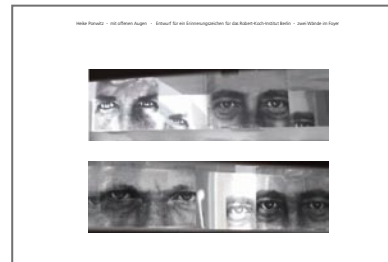 Heike Ponwitz - mit offenen Augen - Entwurf für ein Erinnerungszeichen für das Robert-Koch-Institut Berlin - zwei Wände im Foyer